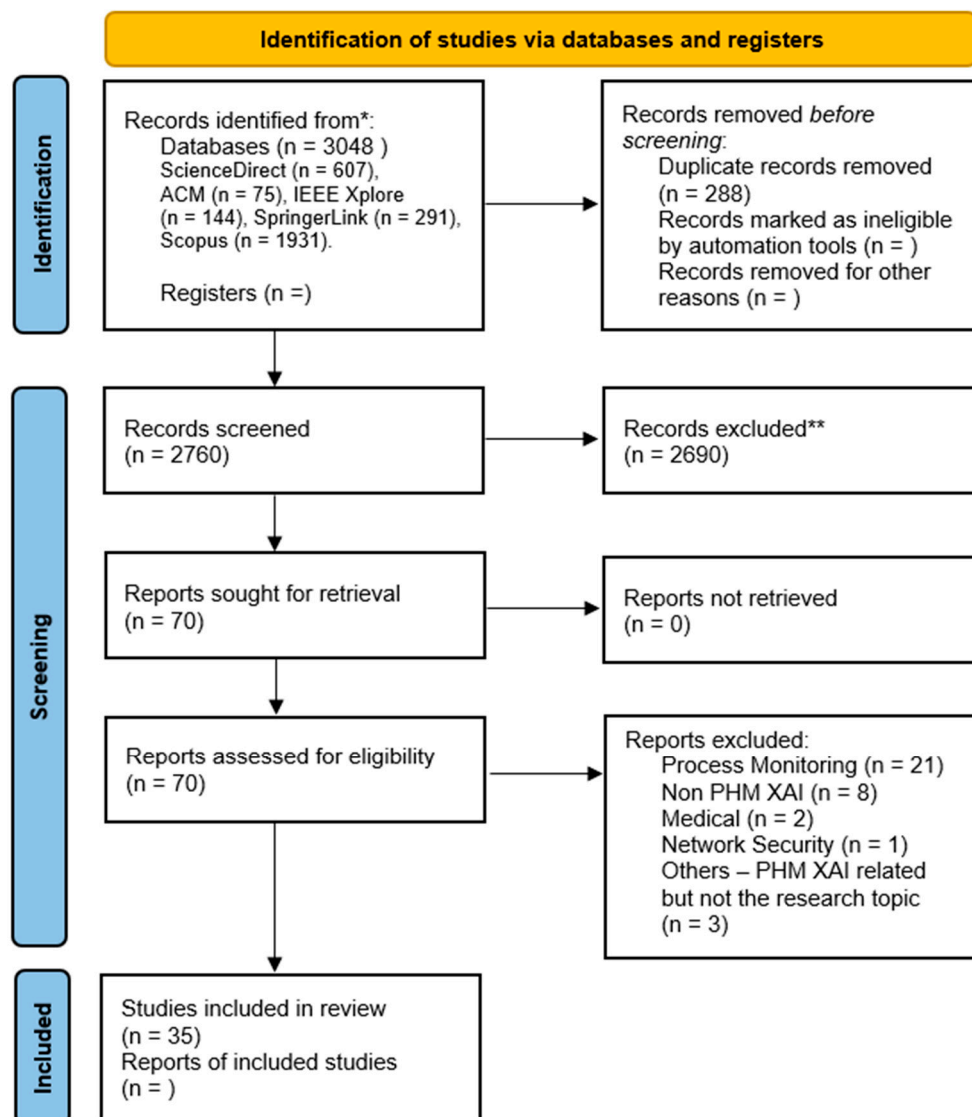 Identification of studies via databases and registers
Identification
Records identified from*:
Databases (n = 3048 )
ScienceDirect (n = 607),
ACM (n = 75), IEEE Xplore
(n = 144), SpringerLink (n = 291),
Scopus (n = 1931).
Registers (n =)
Records removed before
screening:
Duplicate records removed
(n = 288)
Records marked as ineligible
by automation tools (n = )
Records removed for other
reasons (n = )
Screening
Records screened
(n = 2760)
Records excluded**
(n = 2690)
Reports sought for retrieval
(n = 70)
Reports not retrieved
(n = 0)
Reports assessed for eligibility
(n = 70)
Reports excluded:
Process Monitoring (n = 21)
Non PHM XAI (n = 8)
Medical (n = 2)
Network Security (n = 1)
Others – PHM XAI related
but not the research topic
(n = 3)
Included
Studies included in review
(n = 35)
Reports of included studies
(n = )